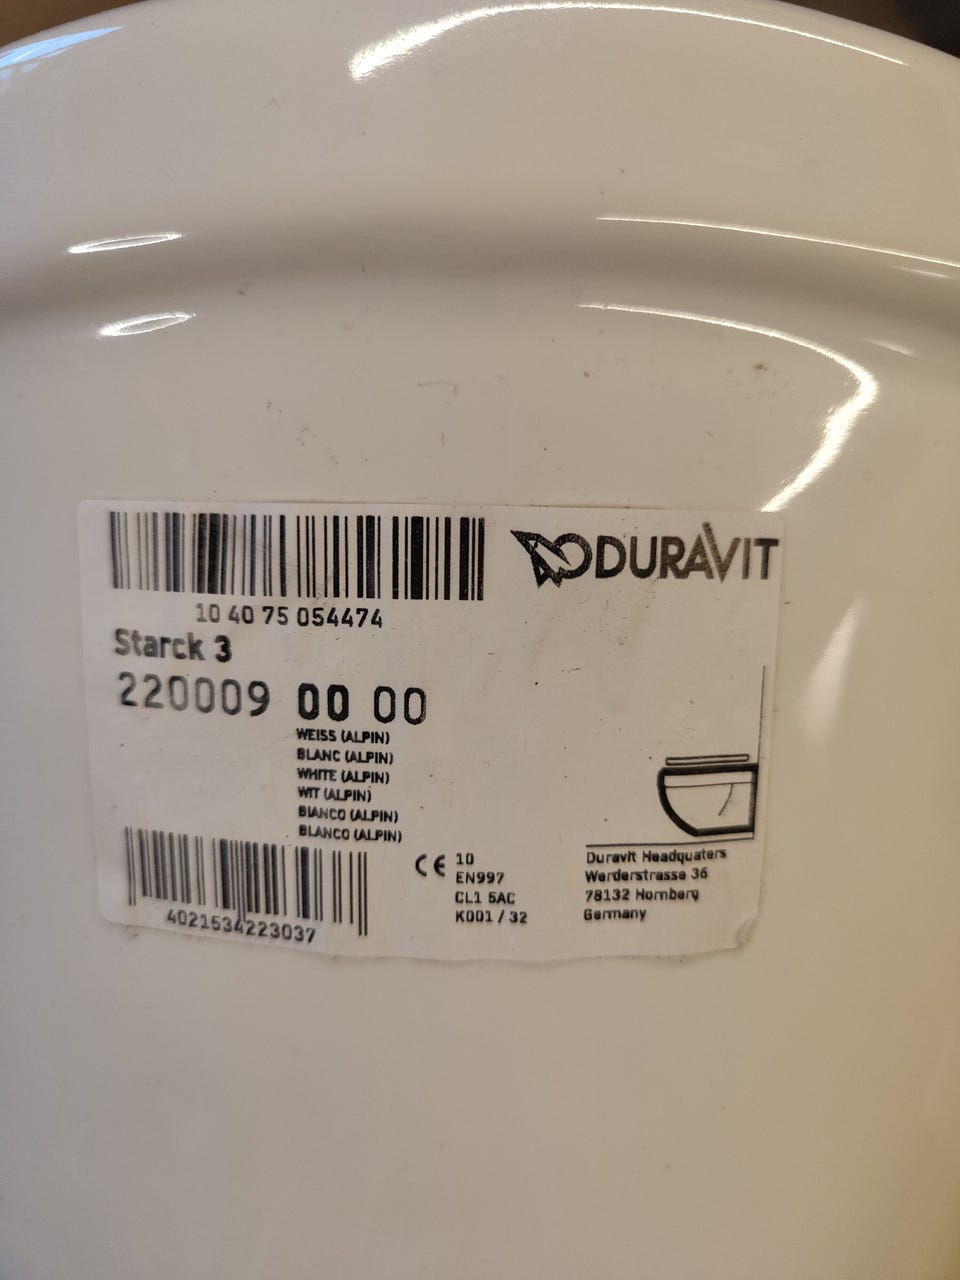 DURAVIT
10 40 75 054474
Starck 3
220009 00 00
WEISS (ALPIN)
BLANC (ALPIN)
WHITE (ALPIN)
WIT (ALPIN)
BIANCO (ALPIN)
BLANCO (ALPIN)
4021534223037
CE 10
EN997
CL1 5AC
K001 / 32
Duravit Headquaters
Werderstrasse 36
78132 Hornberg
Germany